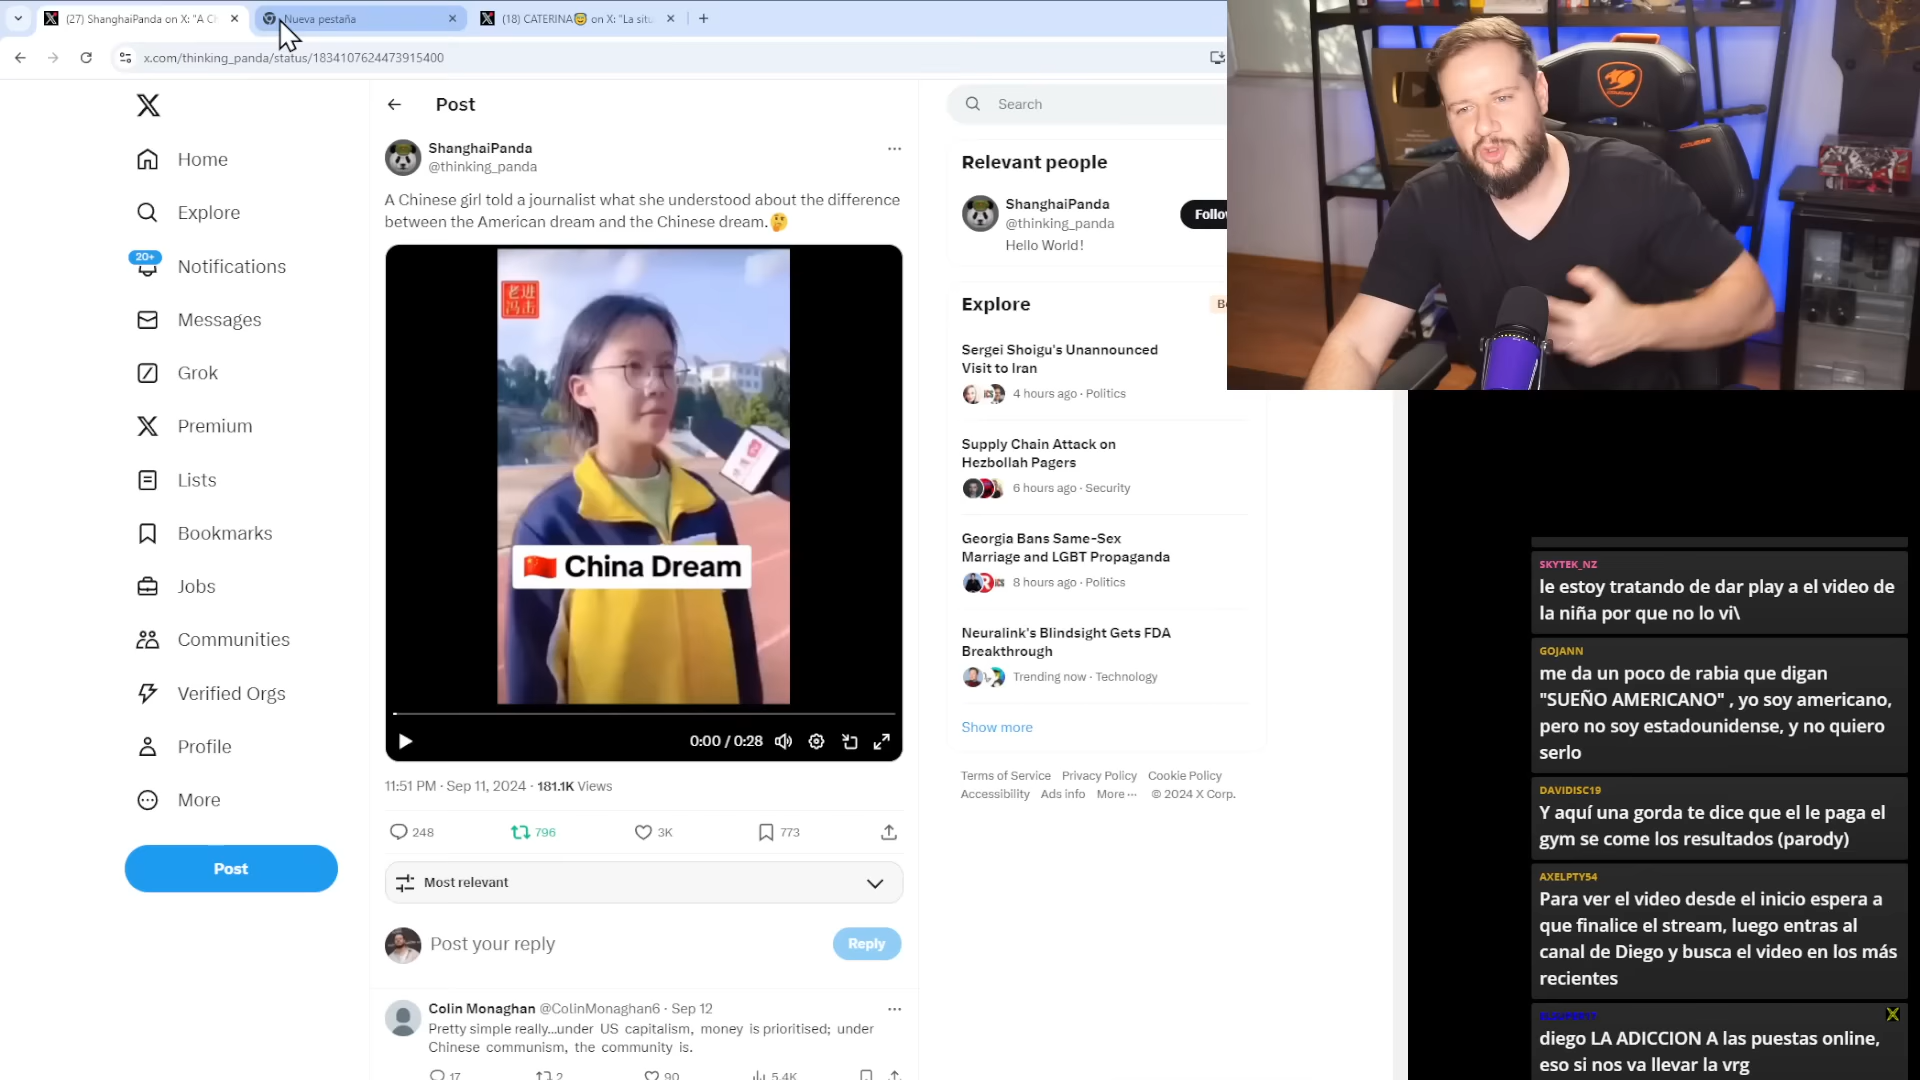 (27) ShanghaiPanda on X: "A Ch
Nueva pestaña
(18) CATERINA😇 on X: "La situ
x.com/thinking_panda/status/1834107624473915400
Home
Explore
20+
Notifications
Messages
Grok
Premium
Lists
Bookmarks
Jobs
Communities
Verified Orgs
Profile
More
Post
Post
ShanghaiPanda
@thinking_panda
A Chinese girl told a journalist what she understood about the difference
between the American dream and the Chinese dream.🤔
老进
冯击
🇨🇳 China Dream
0:00 / 0:28
11:51 PM · Sep 11, 2024 · 181.1K Views
248
796
3K
773
Most relevant
Post your reply
Reply
Colin Monaghan @ColinMonaghan6 · Sep 12
Pretty simple really...under US capitalism, money is prioritised; under
Chinese communism, the community is.
17
2
90
5.4K
Search
Relevant people
ShanghaiPanda
@thinking_panda
Hello World!
Follow
Explore
Be
Sergei Shoigu's Unannounced
Visit to Iran
4 hours ago · Politics
Supply Chain Attack on
Hezbollah Pagers
6 hours ago · Security
Georgia Bans Same-Sex
Marriage and LGBT Propaganda
8 hours ago · Politics
Neuralink's Blindsight Gets FDA
Breakthrough
Trending now · Technology
Show more
Terms of Service Privacy Policy Cookie Policy
Accessibility Ads info More ··· © 2024 X Corp.
COUGAR
SKYTEK_NZ
le estoy tratando de dar play a el video de
la niña por que no lo vi\
GOJANN
me da un poco de rabia que digan
"SUEÑO AMERICANO" , yo soy americano,
pero no soy estadounidense, y no quiero
serlo
DAVIDISC19
Y aquí una gorda te dice que el le paga el
gym se come los resultados (parody)
AXELPTY54
Para ver el video desde el inicio espera a
que finalice el stream, luego entras al
canal de Diego y busca el video en los más
recientes
diego LA ADICCION A las puestas online,
eso si nos va llevar la vrg